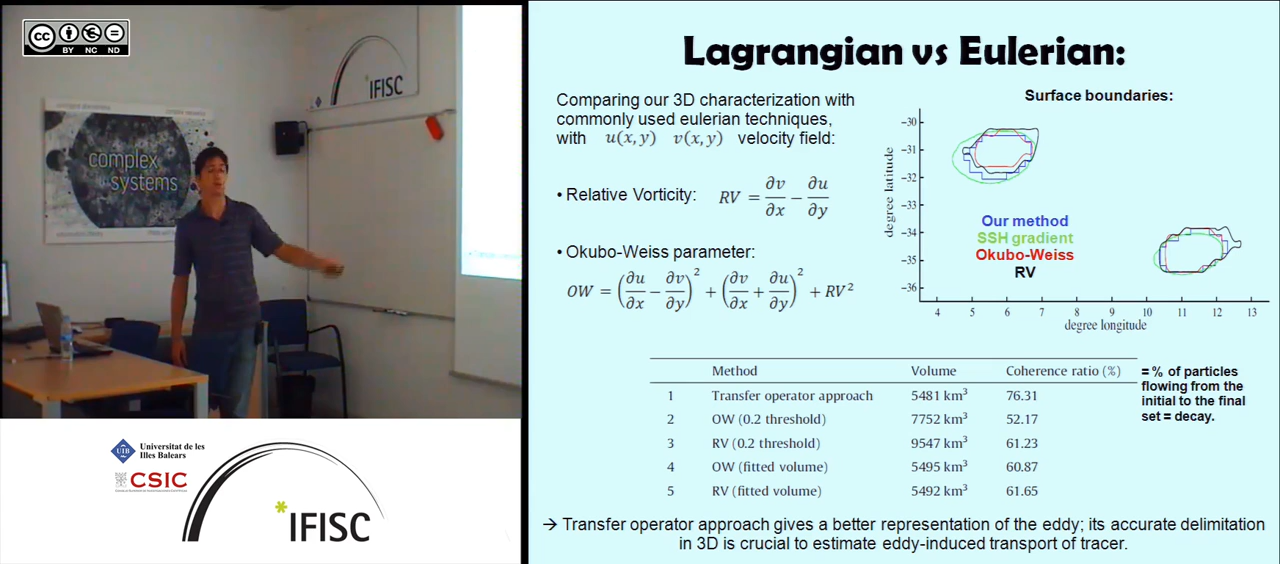 cc
BY NC ND
complex
systems
*IFISC
Universitat de les
Illes Balears
UIB
CSIC
*IFISC
Lagrangian vs Eulerian:
Comparing our 3D characterization with
commonly used eulerian techniques,
with u(x,y) v(x,y) velocity field:
• Relative Vorticity: RV = ∂v/∂x − ∂u/∂y
• Okubo-Weiss parameter:
OW = (∂u/∂x − ∂v/∂y)² + (∂v/∂x + ∂u/∂y)² + RV²
Surface boundaries:
degree latitude
−30
−31
−32
−33
−34
−35
−36
Our method
SSH gradient
Okubo-Weiss
RV
4 5 6 7 8 9 10 11 12 13
degree longitude
Method Volume Coherence ratio (%)
1 Transfer operator approach 5481 km³ 76.31
2 OW (0.2 threshold) 7752 km³ 52.17
3 RV (0.2 threshold) 9547 km³ 61.23
4 OW (fitted volume) 5495 km³ 60.87
5 RV (fitted volume) 5492 km³ 61.65
= % of particles
flowing from the
initial to the final
set = decay.
→ Transfer operator approach gives a better representation of the eddy; its accurate delimitation
in 3D is crucial to estimate eddy-induced transport of tracer.